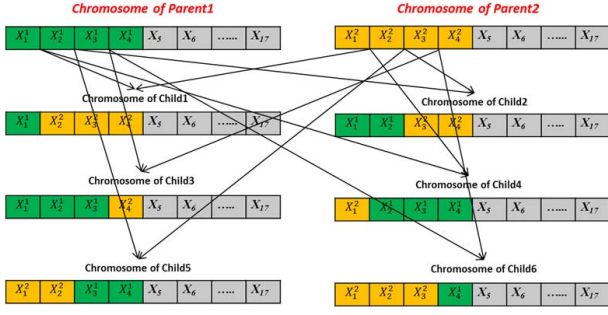 Chromosome of Parent1 Chromosome of Parent2
X₁¹ X₂¹ X₃¹ X₄¹ X₅ X₆ ...... X₁₇ X₁² X₂² X₃² X₄² X₅ X₆ ...... X₁₇
Chromosome of Child1 Chromosome of Child2
X₁¹ X₂² X₃² X₄² X₅ X₆ ...... X₁₇ X₁¹ X₂¹ X₃² X₄² X₅ X₆ ...... X₁₇
Chromosome of Child3 Chromosome of Child4
X₁¹ X₂¹ X₃¹ X₄² X₅ X₆ ...... X₁₇ X₁² X₂¹ X₃¹ X₄¹ X₅ X₆ ...... X₁₇
Chromosome of Child5 Chromosome of Child6
X₁² X₂² X₃¹ X₄¹ X₅ X₆ ...... X₁₇ X₁² X₂² X₃² X₄¹ X₅ X₆ ...... X₁₇